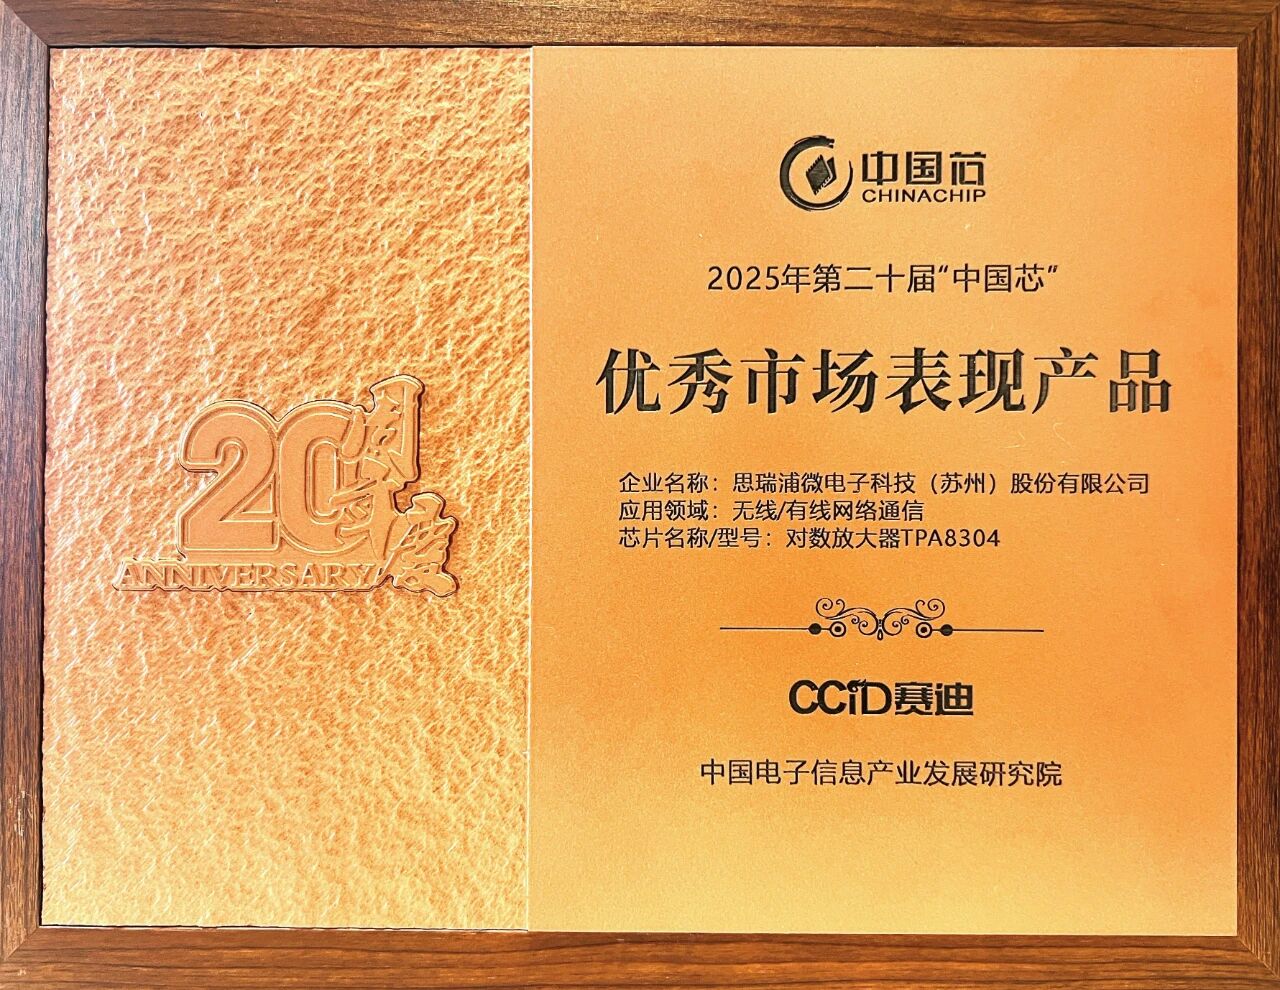 20周年庆
ANNIVERSARY
中国芯
CHINACHIP
2025年第二十届“中国芯”
优秀市场表现产品
企业名称：思瑞浦微电子科技（苏州）股份有限公司
应用领域：无线/有线网络通信
芯片名称/型号：对数放大器TPA8304
CCID赛迪
中国电子信息产业发展研究院